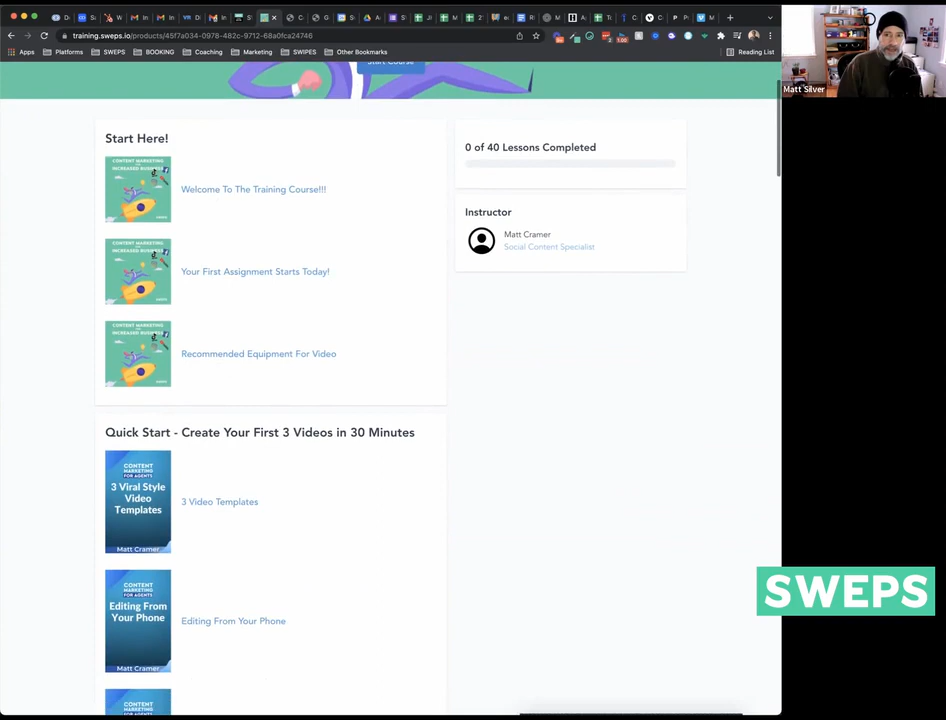 training.sweps.io/products/45f7a034-0978-482c-9712-68a0fca24746
Apps Platforms SWEPS BOOKING Coaching Marketing SWIPES Other Bookmarks Reading List
Matt Silver
Start Course
Start Here!
CONTENT MARKETING
INCREASED BUSINESS
Welcome To The Training Course!!!
CONTENT MARKETING
INCREASED BUSINESS
Your First Assignment Starts Today!
CONTENT MARKETING
INCREASED BUSINESS
Recommended Equipment For Video
0 of 40 Lessons Completed
Instructor
Matt Cramer
Social Content Specialist
Quick Start - Create Your First 3 Videos in 30 Minutes
CONTENT
MARKETING
FOR AGENTS
3 Viral Style
Video
Templates
Matt Cramer
3 Video Templates
CONTENT
MARKETING
FOR AGENTS
Editing From
Your Phone
Matt Cramer
Editing From Your Phone
CONTENT
SWEPS